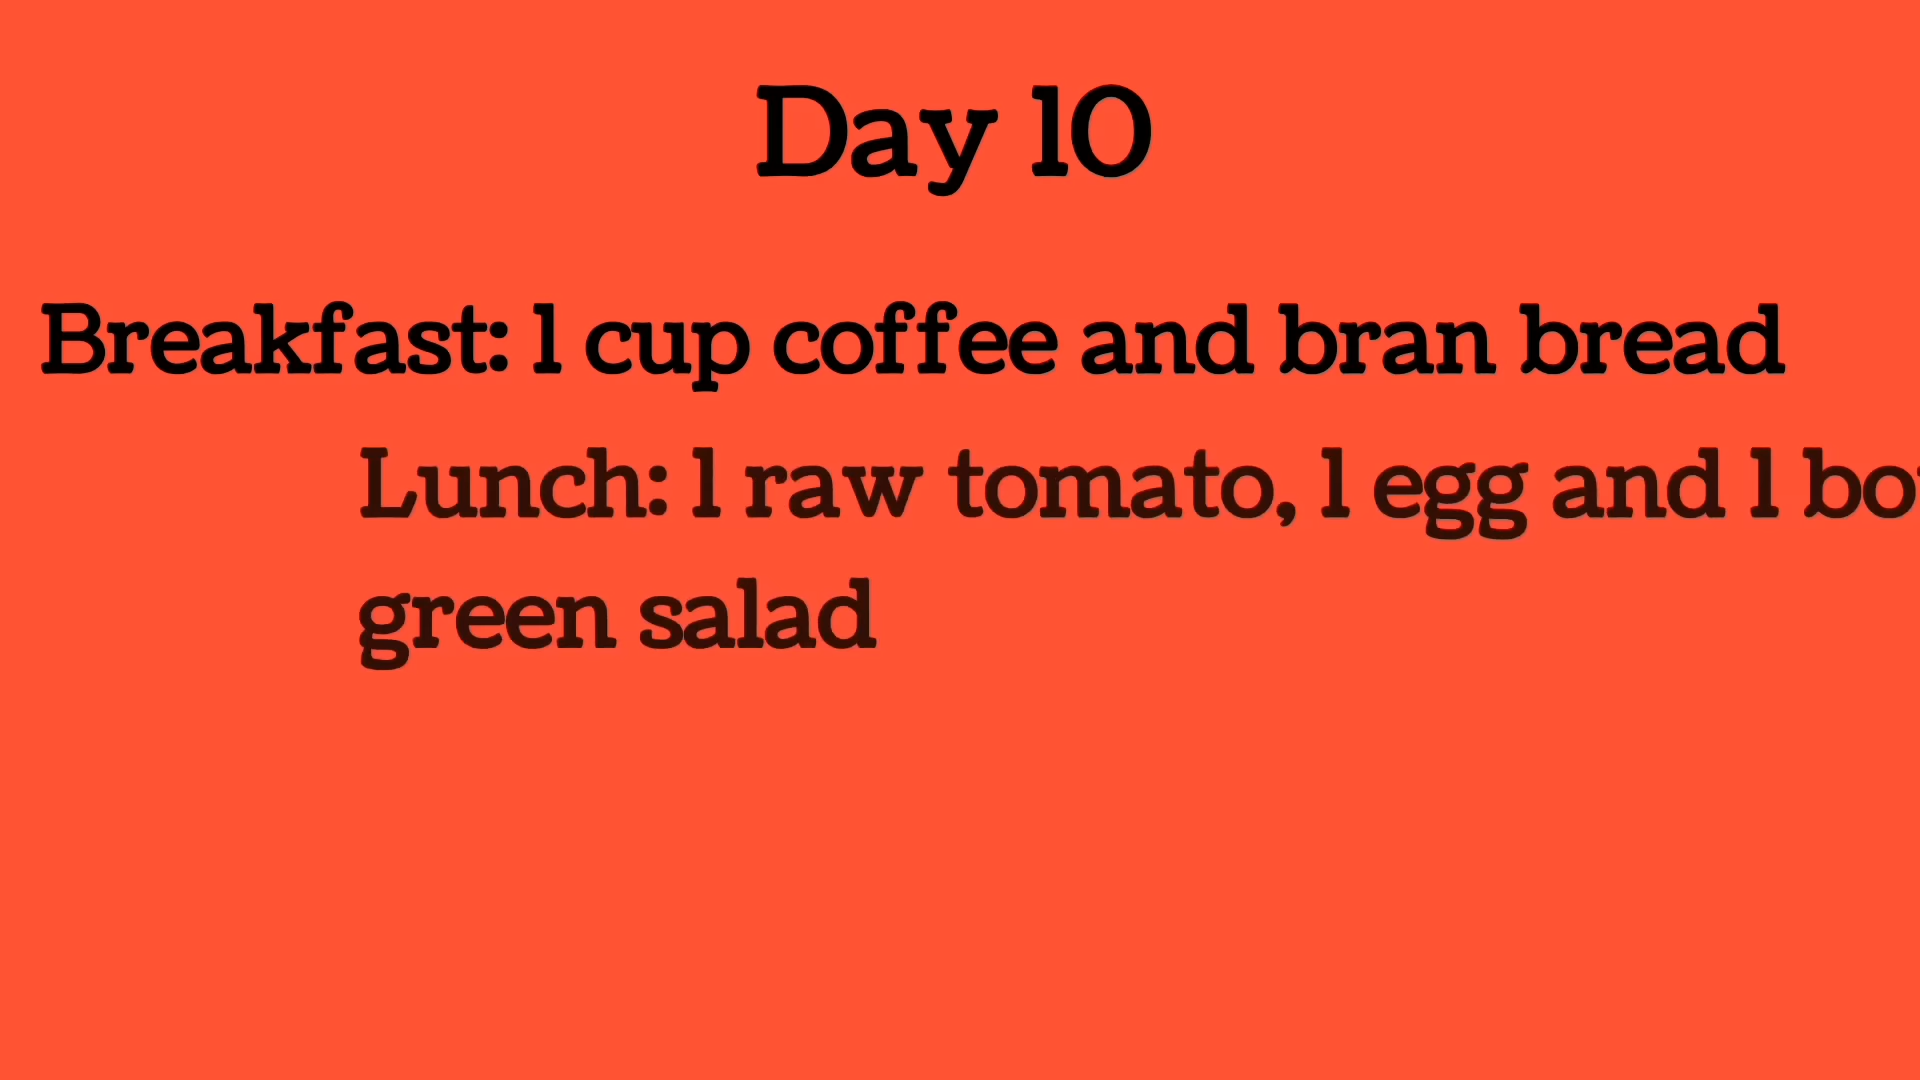 Day 10
Breakfast: 1 cup coffee and bran bread
Lunch: 1 raw tomato, 1 egg and 1
green salad